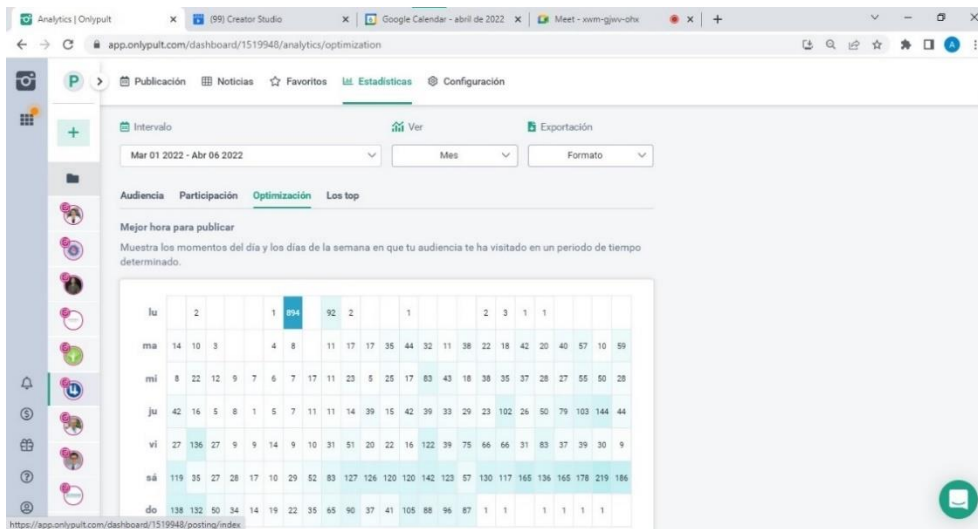 Analytics | Onlypult
(99) Creator Studio
Google Calendar - abril de 2022
Meet - xwm-gjwv-ohx
app.onlypult.com/dashboard/1519948/analytics/optimization
Publicación Noticias Favoritos Estadísticas Configuración
Intervalo Ver Exportación
Mar 01 2022 - Abr 06 2022 Mes Formato
Audiencia Participación Optimización Los top
Mejor hora para publicar
Muestra los momentos del día y los días de la semana en que tu audiencia te ha visitado en un periodo de tiempo
determinado.
lu 2 1 894 92 2 1 2 3 1 1
ma 14 10 3 4 8 11 17 17 35 44 32 11 38 22 18 42 20 40 57 10 59
mi 8 22 12 9 7 6 7 17 11 23 5 25 17 83 43 18 38 35 37 28 27 55 50 28
ju 42 16 5 8 1 5 7 11 11 14 39 15 42 39 33 29 23 102 26 50 79 103 144 44
vi 27 136 27 9 9 14 9 10 31 51 20 22 16 122 39 75 66 66 31 83 37 39 30 9
sá 119 35 27 28 17 10 29 52 83 127 126 120 120 142 123 57 130 117 165 136 165 178 219 186
do 138 132 50 34 14 19 22 35 65 90 37 41 105 88 96 87 1 1 1 1 1 1
https://app.onlypult.com/dashboard/1519948/posting/index